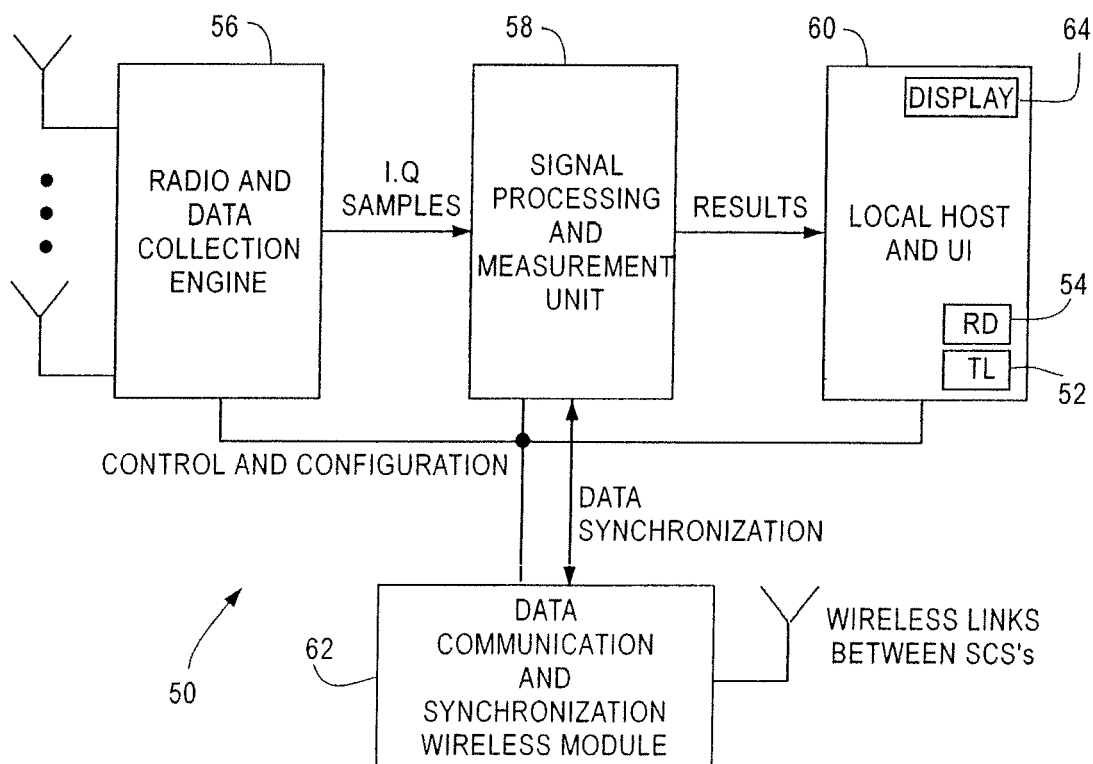 56
58
60
64
RADIO AND
DATA
COLLECTION
ENGINE
I.Q
SAMPLES
SIGNAL
PROCESSING
AND
MEASUREMENT
UNIT
RESULTS
DISPLAY
LOCAL HOST
AND UI
RD
54
TL
52
CONTROL AND CONFIGURATION
DATA
SYNCHRONIZATION
50
62
DATA
COMMUNICATION
AND
SYNCHRONIZATION
WIRELESS MODULE
WIRELESS LINKS
BETWEEN SCS's